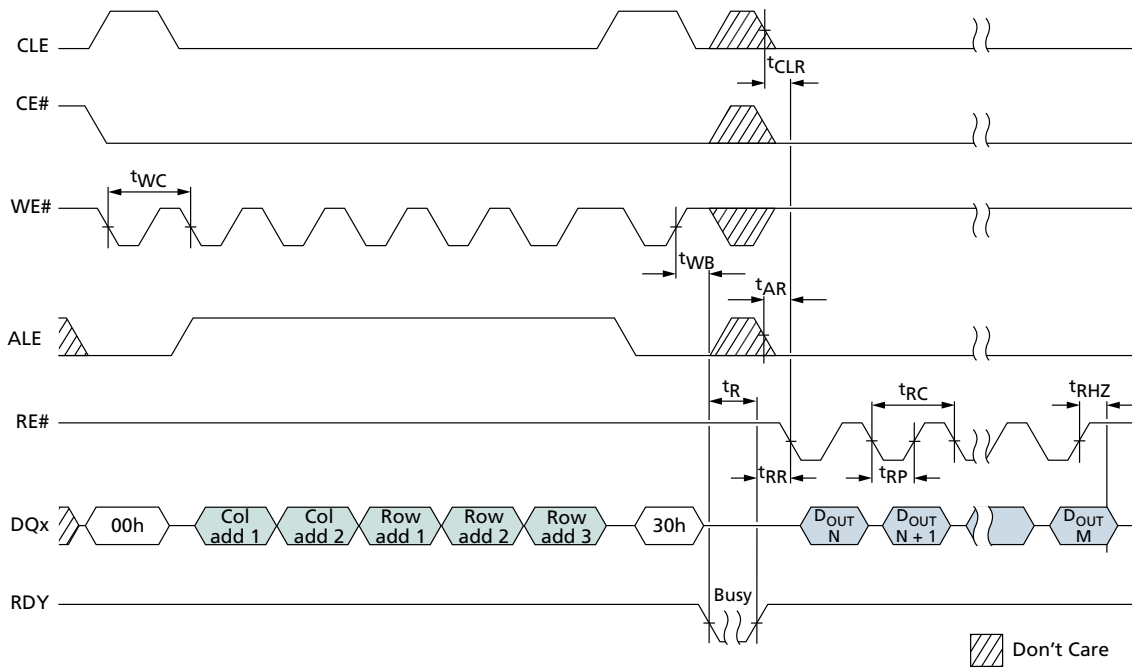 CLE
tCLR
CE#
tWC
WE#
tWB
tAR
ALE
tR
tRC
tRHZ
RE#
tRR
tRP
DQx
00h
Col
add 1
Col
add 2
Row
add 1
Row
add 2
Row
add 3
30h
DOUT
N
DOUT
N + 1
DOUT
M
RDY
Busy
Don't Care